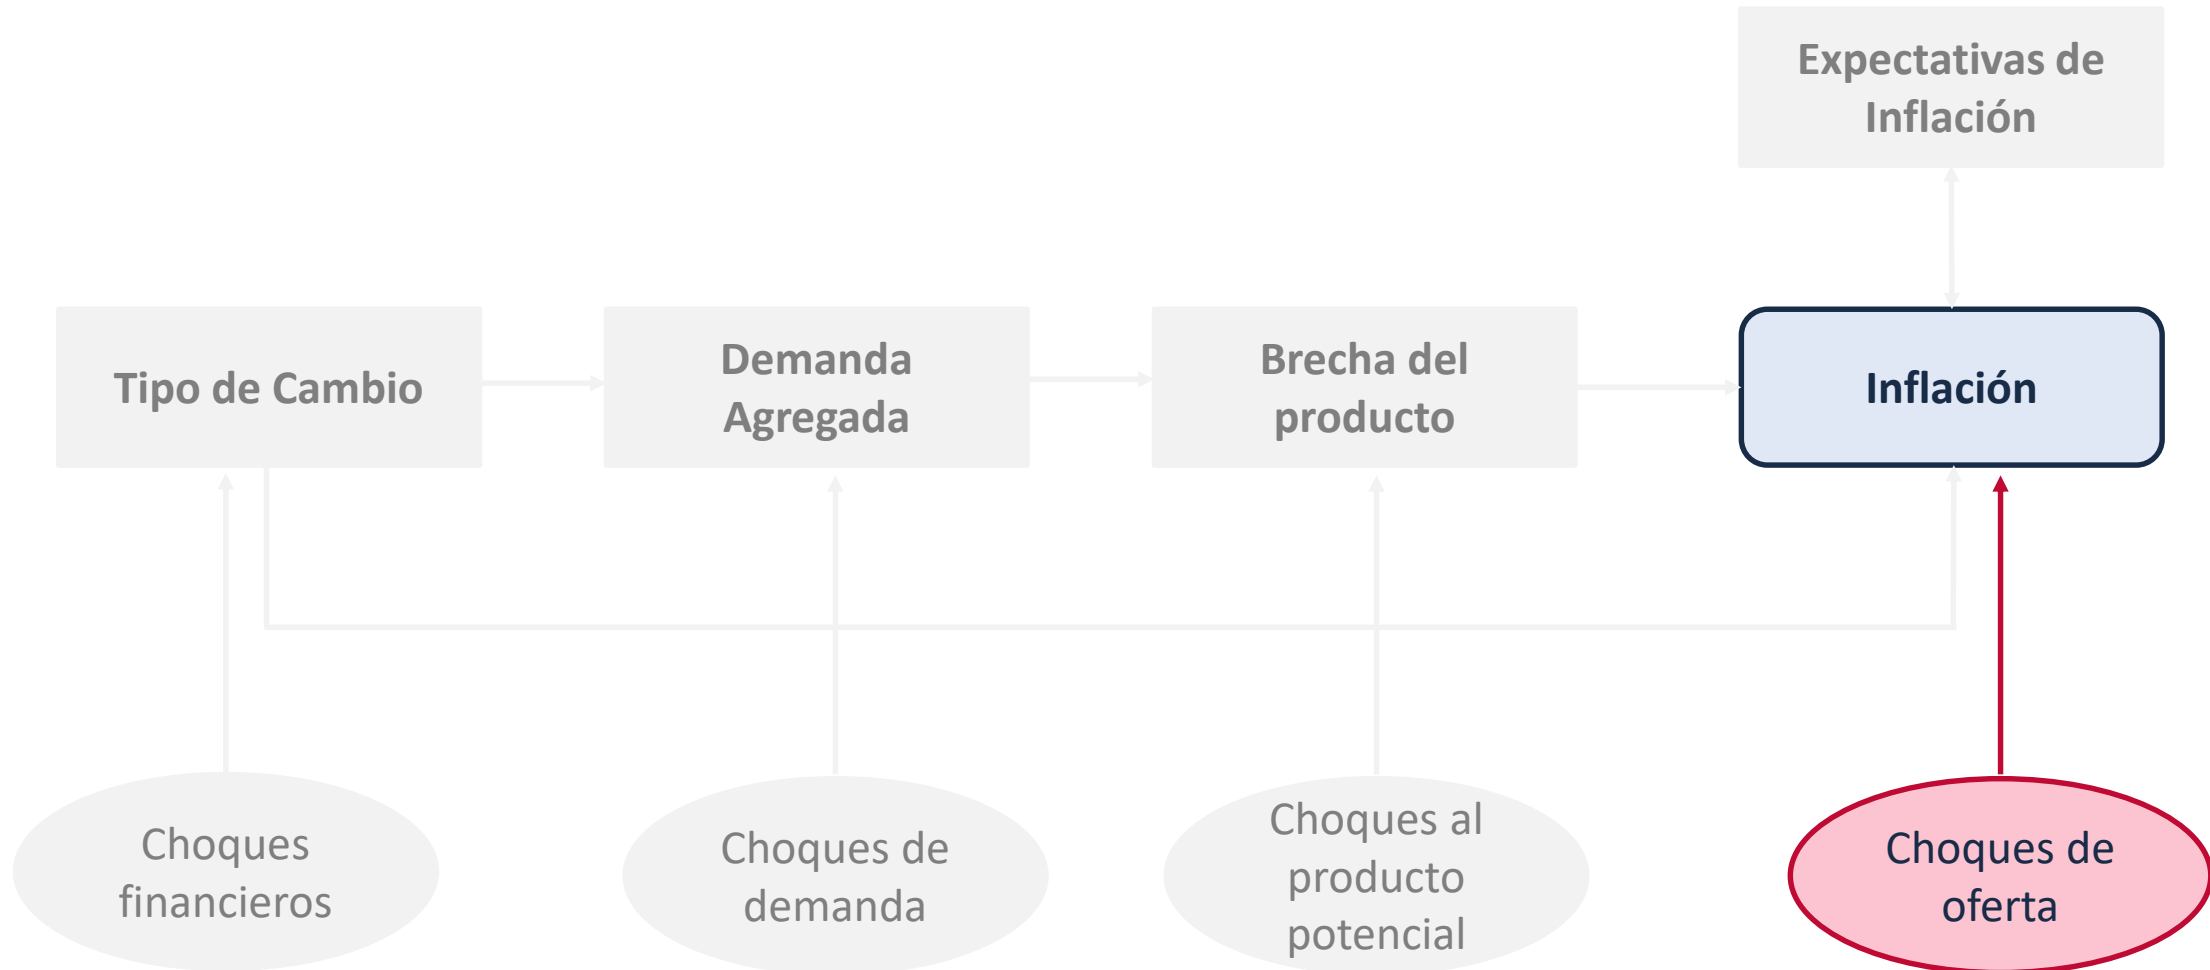 Expectativas de
Inflación
Tipo de Cambio
Demanda
Agregada
Brecha del
producto
Inflación
Choques
financieros
Choques de
demanda
Choques al
producto
potencial
Choques de
oferta